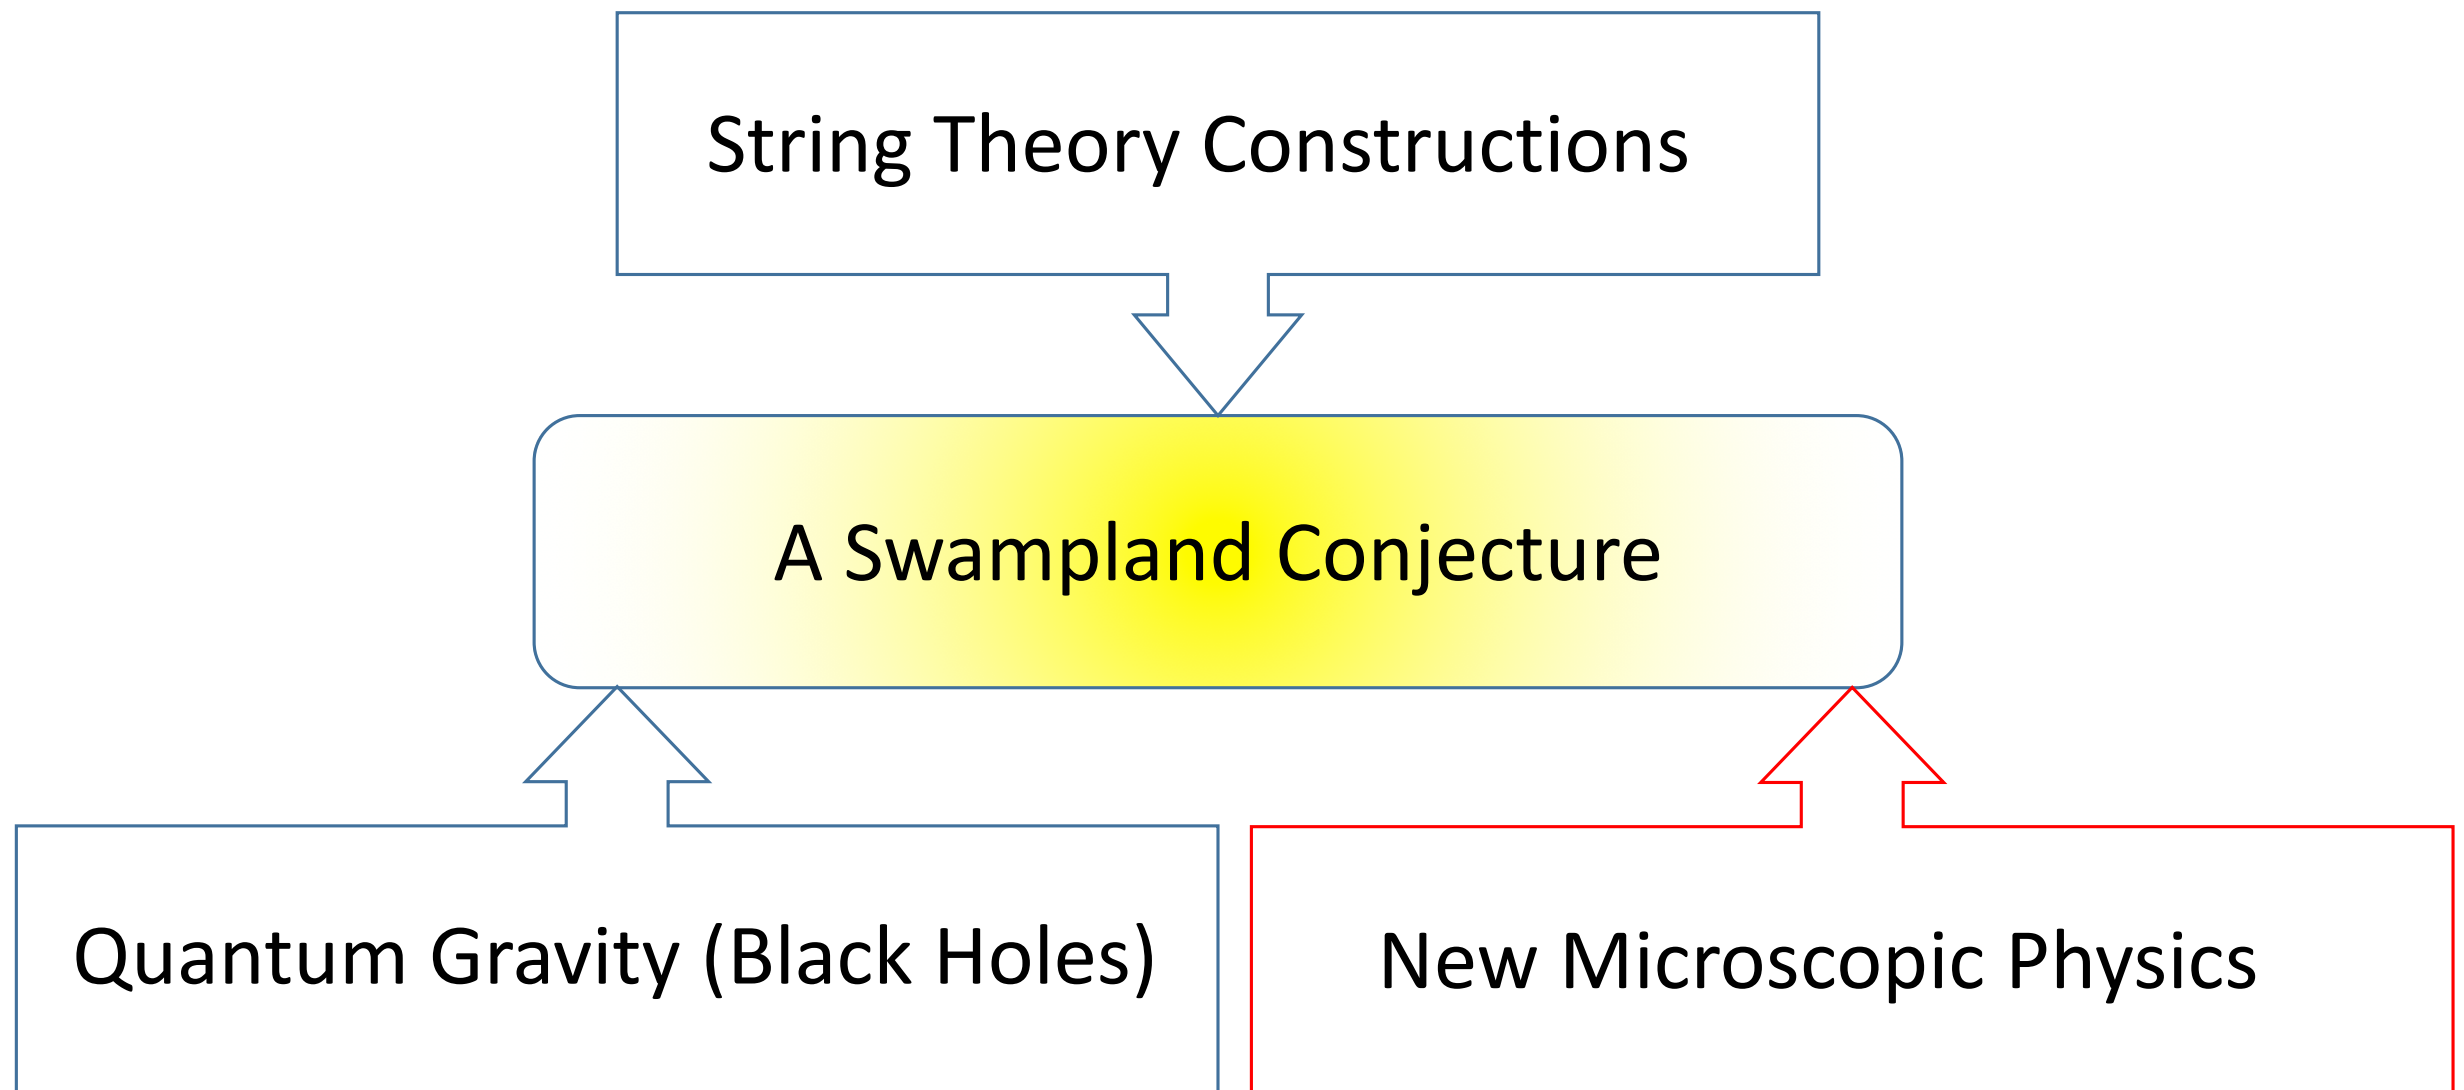 String Theory Constructions
A Swampland Conjecture
Quantum Gravity (Black Holes)
New Microscopic Physics